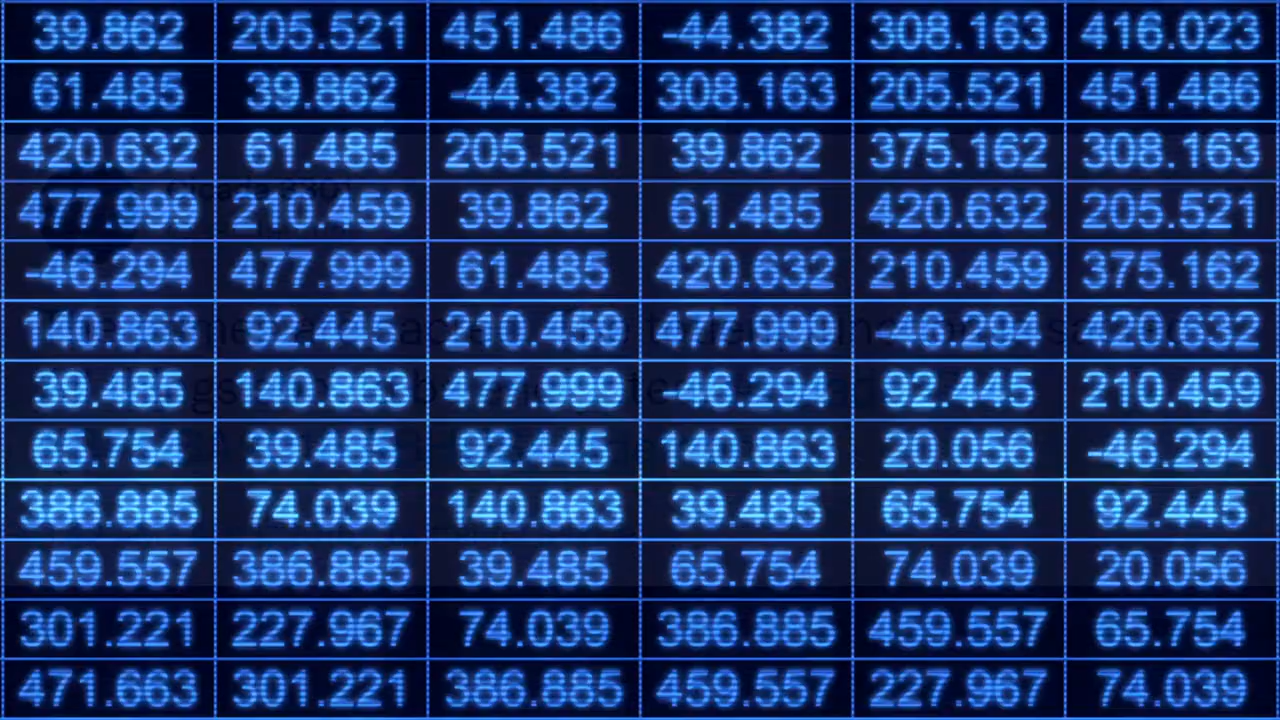 39.862 205.521 451.486 -44.382 308.163 416.023
61.485 39.862 -44.382 308.163 205.521 451.486
420.632 61.485 205.521 39.862 375.162 308.163
477.999 210.459 39.862 61.485 420.632 205.521
-46.294 477.999 61.485 420.632 210.459 375.162
140.863 92.445 210.459 477.999 -46.294 420.632
39.485 140.863 477.999 -46.294 92.445 210.459
65.754 39.485 92.445 140.863 20.056 -46.294
386.885 74.039 140.863 39.485 65.754 92.445
459.557 386.885 39.485 65.754 74.039 20.056
301.221 227.967 74.039 386.885 459.557 65.754
471.663 301.221 386.885 459.557 227.967 74.039